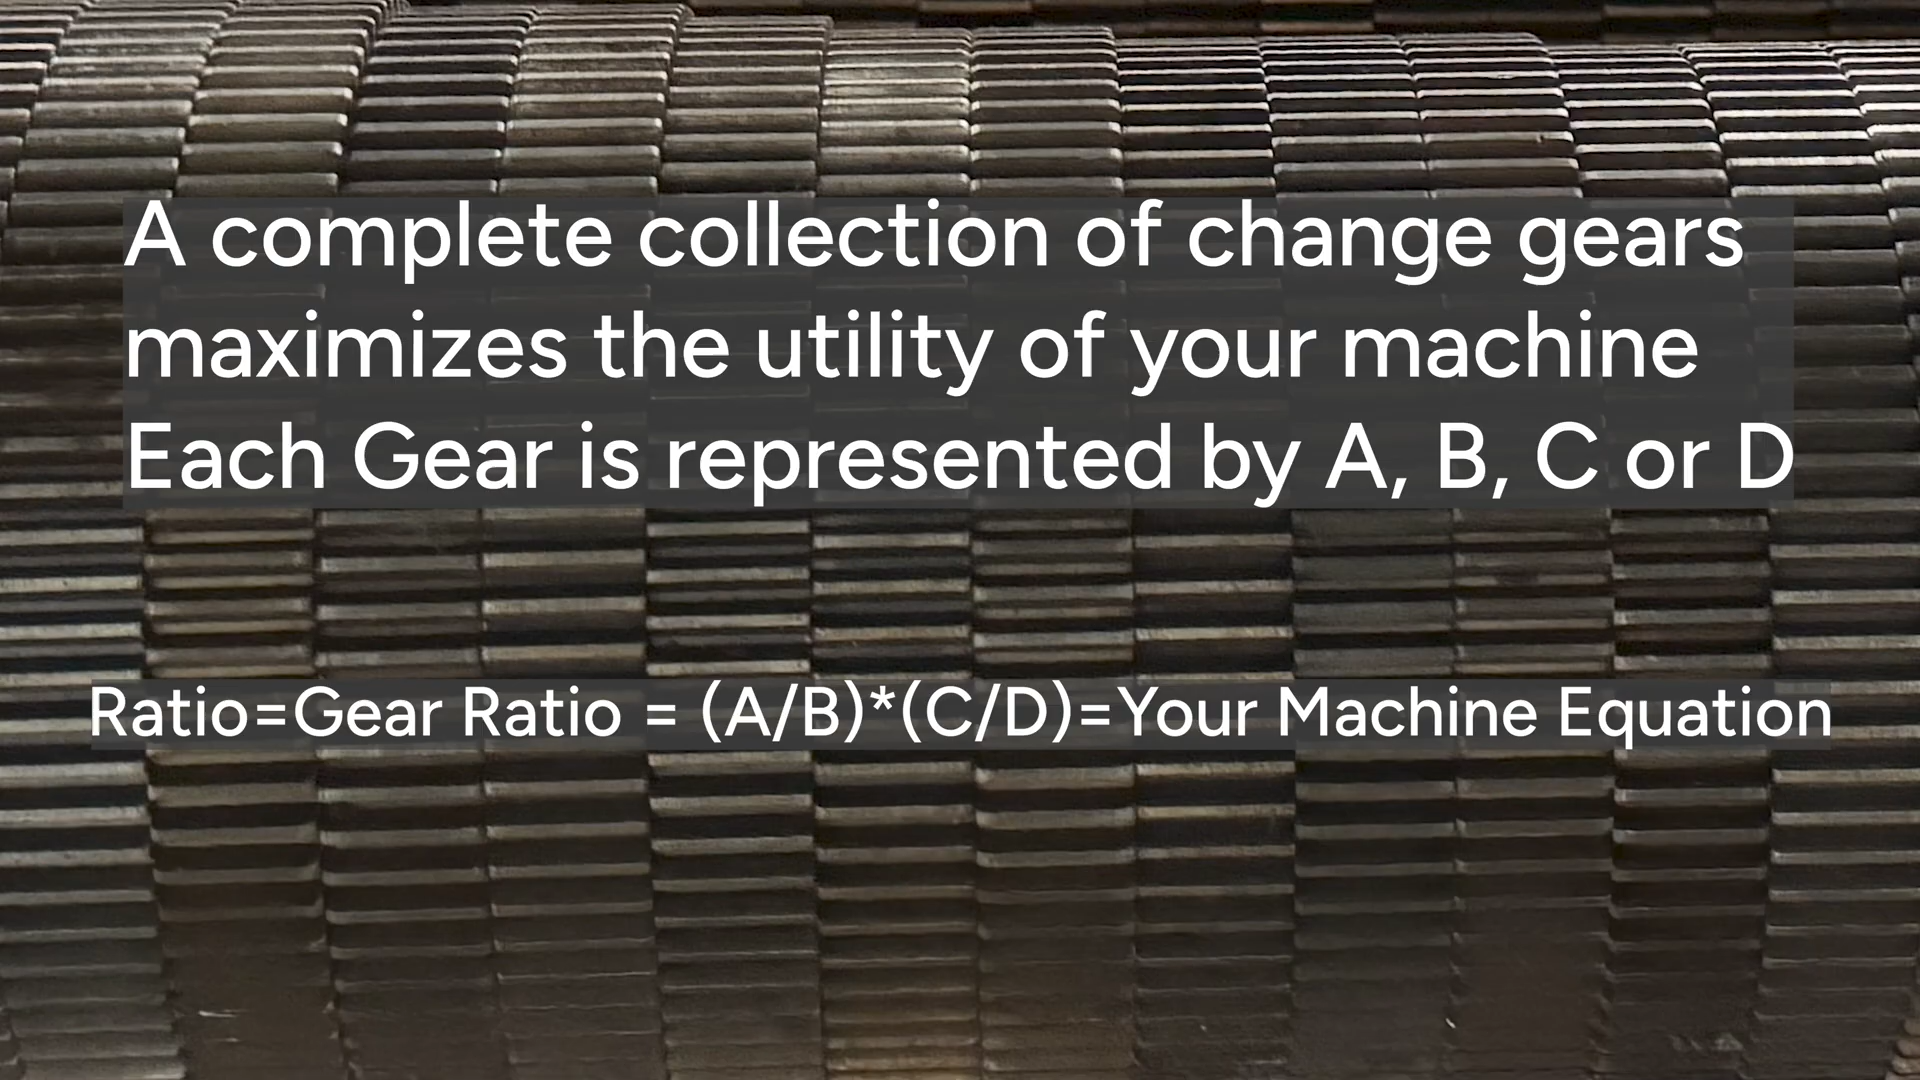 A complete collection of change gears
maximizes the utility of your machine
Each Gear is represented by A, B, C or D
Ratio=Gear Ratio = (A/B)*(C/D)=Your Machine Equation